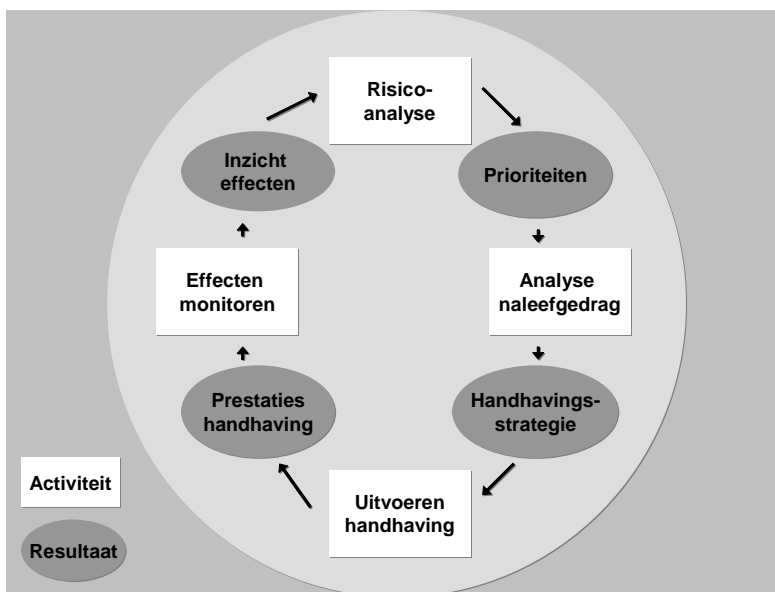 Risico-
analyse
Prioriteiten
Analyse
naleefgedrag
Handhavings-
strategie
Uitvoeren
handhaving
Prestaties
handhaving
Effecten
monitoren
Inzicht
effecten
Activiteit
Resultaat